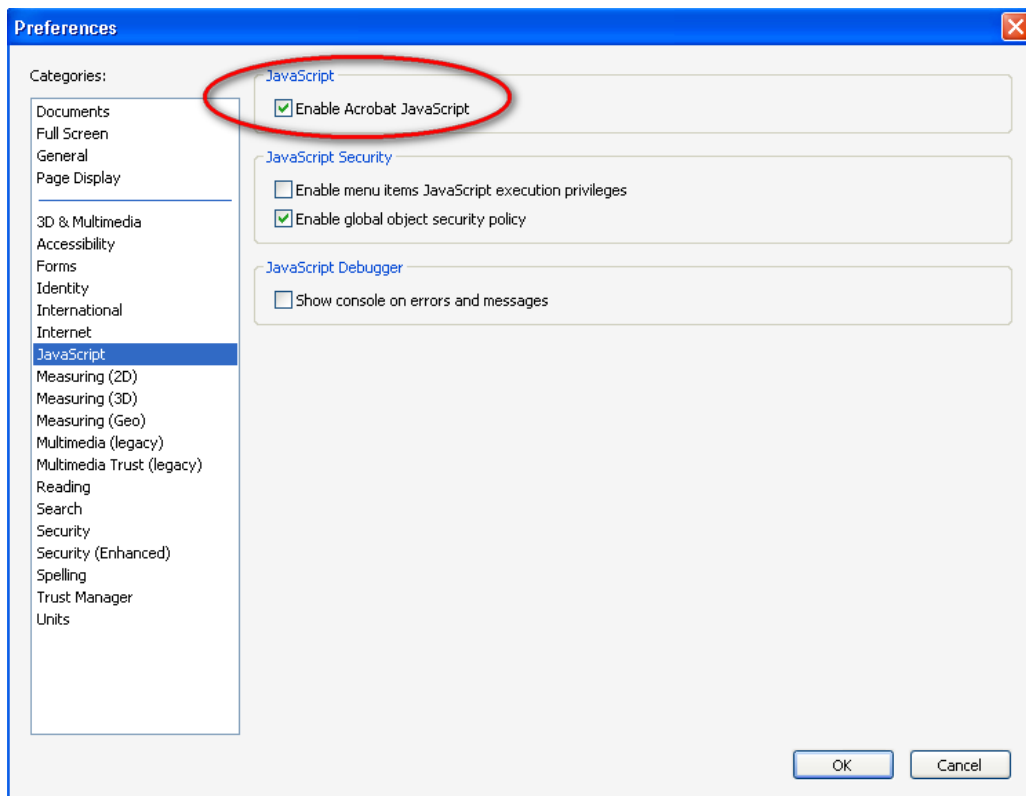 Preferences
Categories:
Documents
Full Screen
General
Page Display
3D & Multimedia
Accessibility
Forms
Identity
International
Internet
JavaScript
Measuring (2D)
Measuring (3D)
Measuring (Geo)
Multimedia (legacy)
Multimedia Trust (legacy)
Reading
Search
Security
Security (Enhanced)
Spelling
Trust Manager
Units
JavaScript
Enable Acrobat JavaScript
JavaScript Security
Enable menu items JavaScript execution privileges
Enable global object security policy
JavaScript Debugger
Show console on errors and messages
OK
Cancel